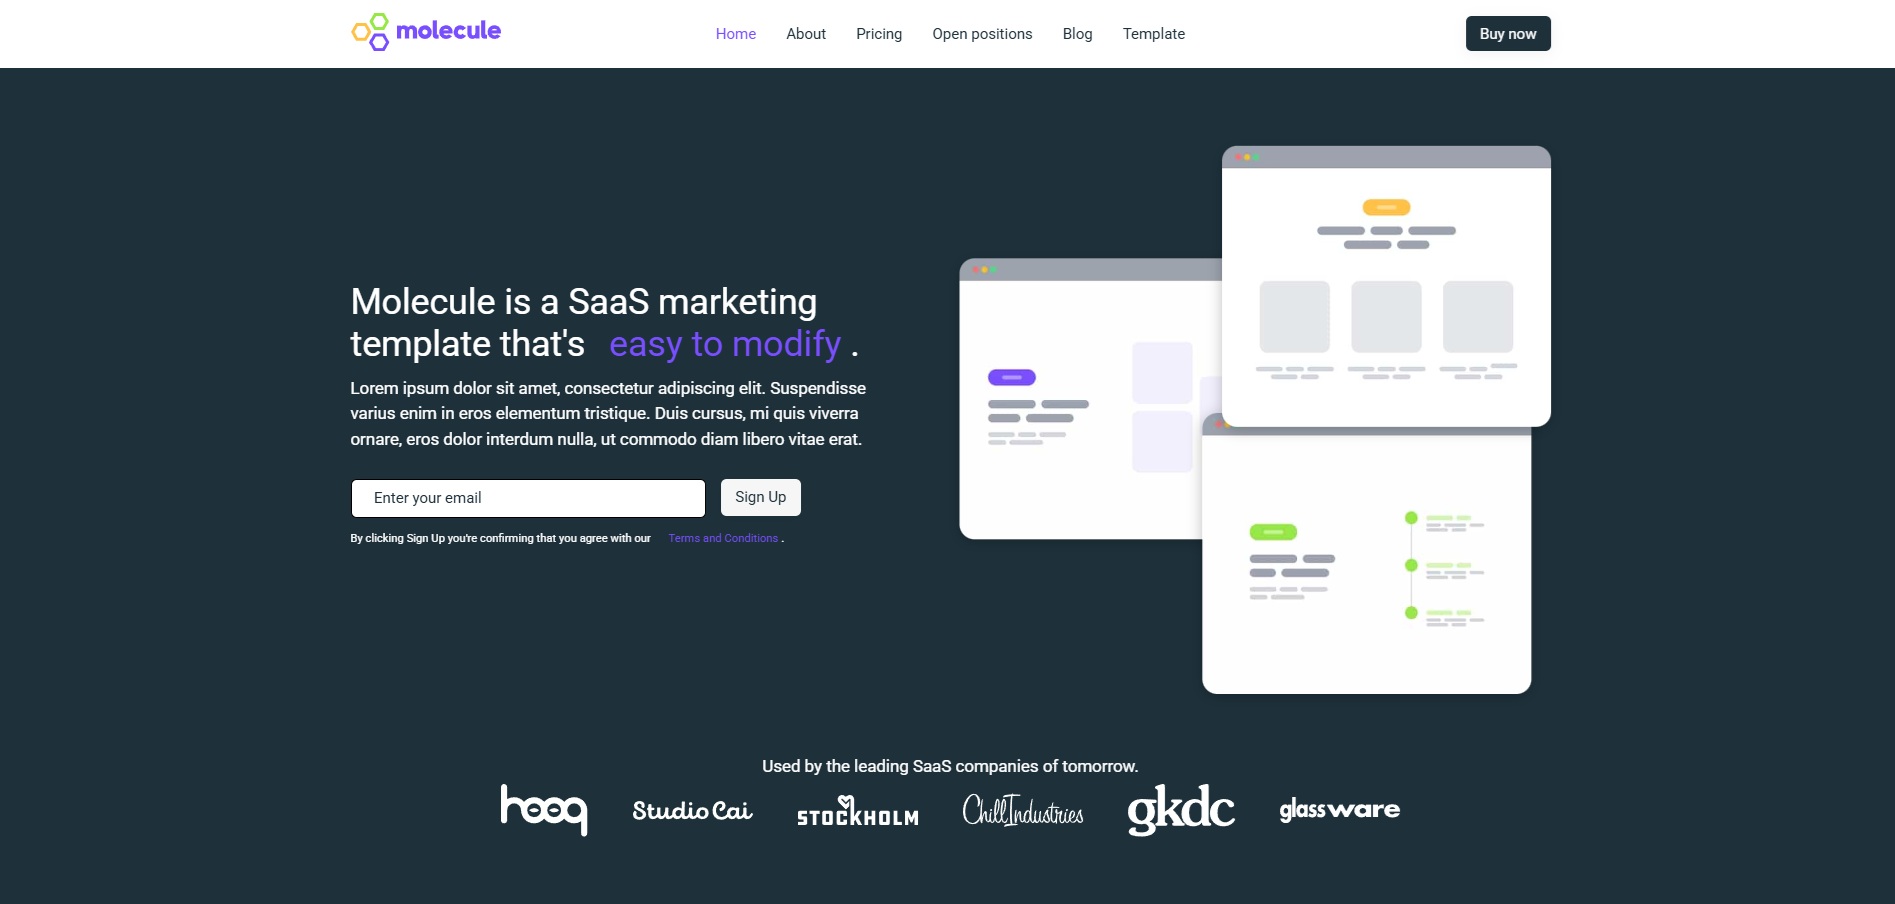 molecule
Home About Pricing Open positions Blog Template
Buy now
Molecule is a SaaS marketing
template that's easy to modify .
Lorem ipsum dolor sit amet, consectetur adipiscing elit. Suspendisse
varius enim in eros elementum tristique. Duis cursus, mi quis viverra
ornare, eros dolor interdum nulla, ut commodo diam libero vitae erat.
Enter your email
Sign Up
By clicking Sign Up you're confirming that you agree with our Terms and Conditions .
Used by the leading SaaS companies of tomorrow.
hooq Studio Cai STOCKHOLM Chill Industries gkdc glassware